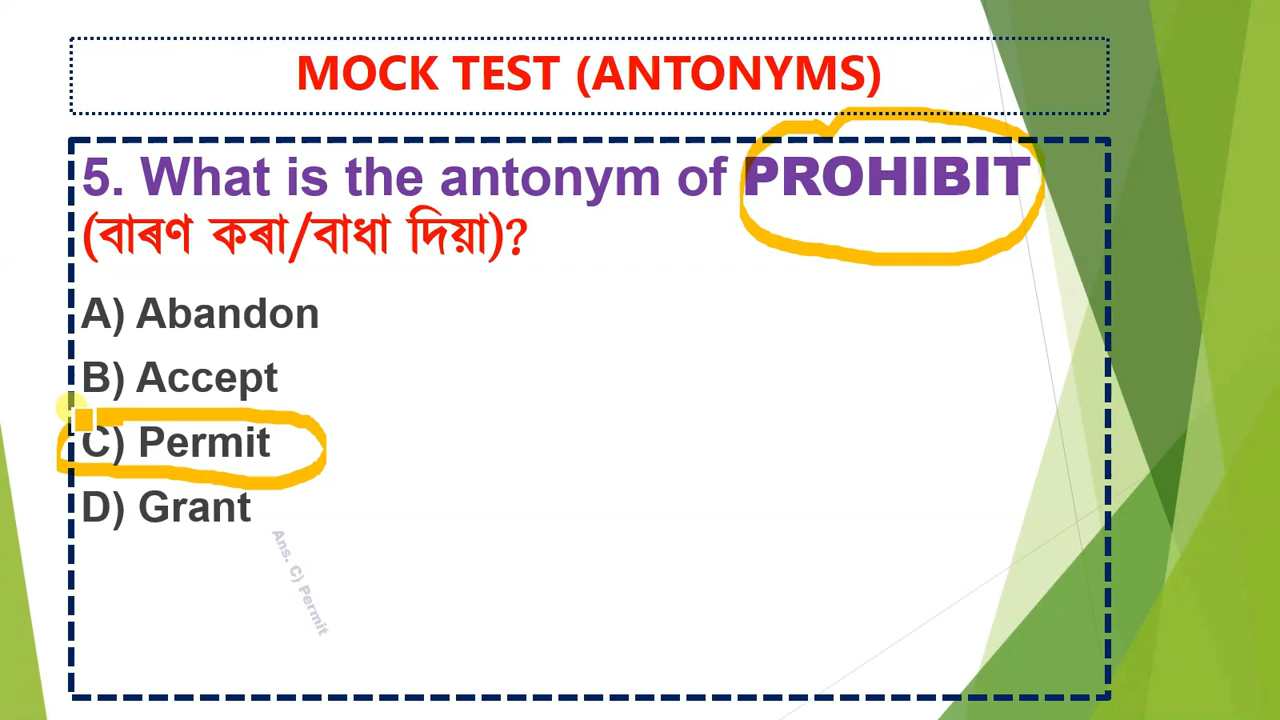 MOCK TEST (ANTONYMS)
5. What is the antonym of PROHIBIT
(বাৰণ কৰা/বাধা দিয়া)?
A) Abandon
B) Accept
C) Permit
D) Grant
Ans. C) Permit